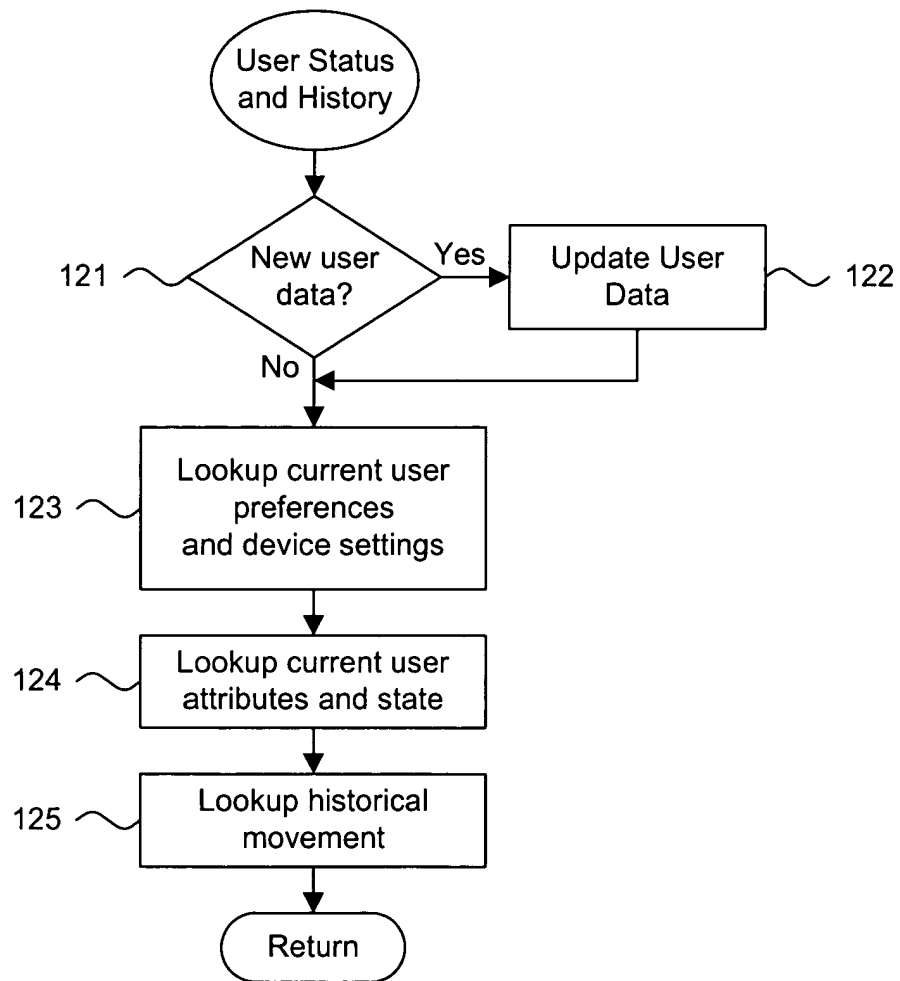 User Status
and History
121
New user
data?
Yes
Update User
Data
122
No
123
Lookup current user
preferences
and device settings
124
Lookup current user
attributes and state
125
Lookup historical
movement
Return